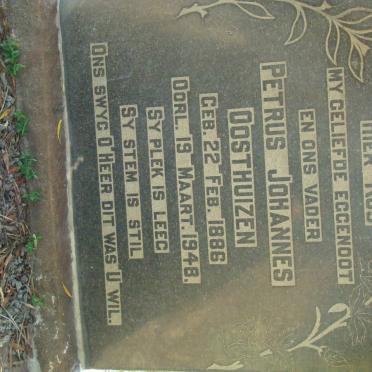 HIER RUS
MY GELIEFDE EGGENOOT
EN ONS VADER
PETRUS JOHANNES
OOSTHUIZEN
GEB. 22 FEB. 1886
OORL. 19 MAART. 1948.
SY PLEK IS LEEG
SY STEM IS STIL
ONS SWYG O HEER DIT WAS U WIL.